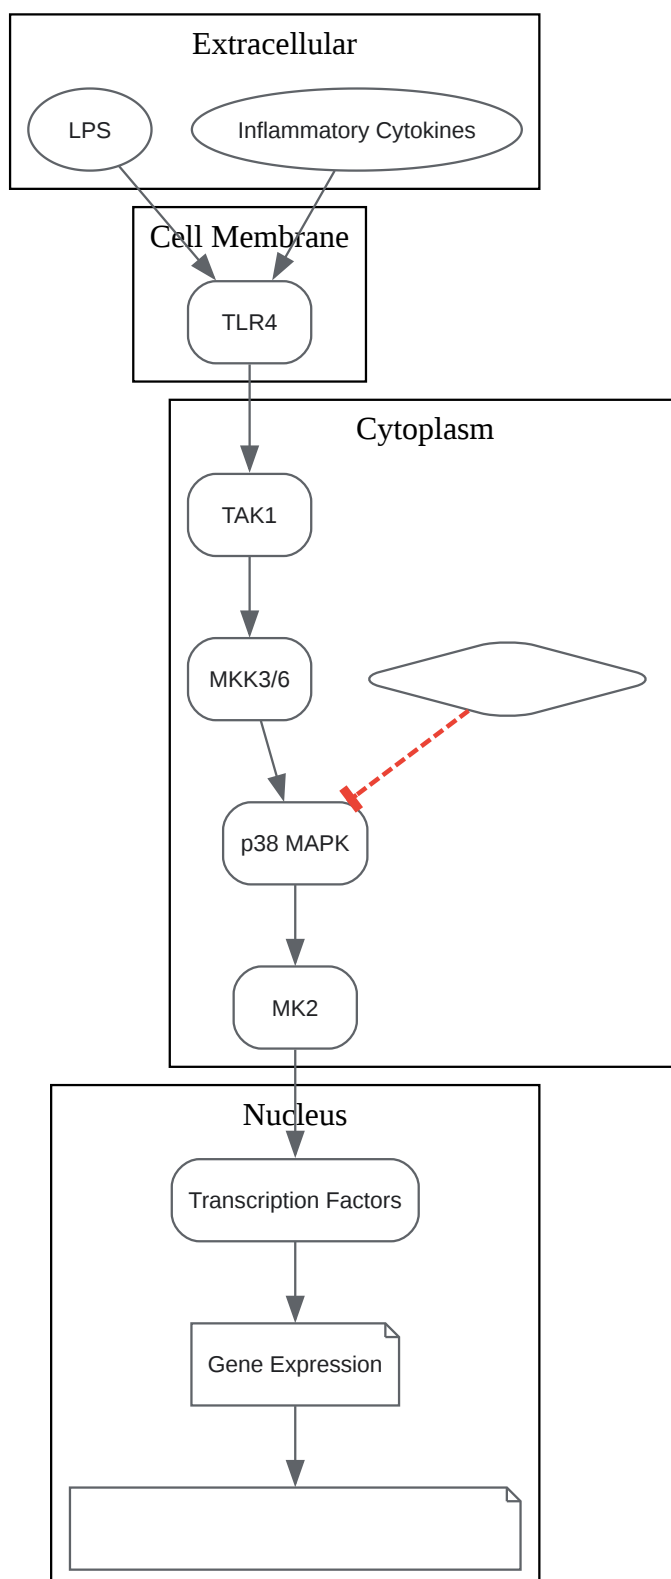 Extracellular
LPS
Inflammatory Cytokines
Cell Membrane
TLR4
Cytoplasm
TAK1
MKK3/6
p38 MAPK
MK2
Nucleus
Transcription Factors
Gene Expression